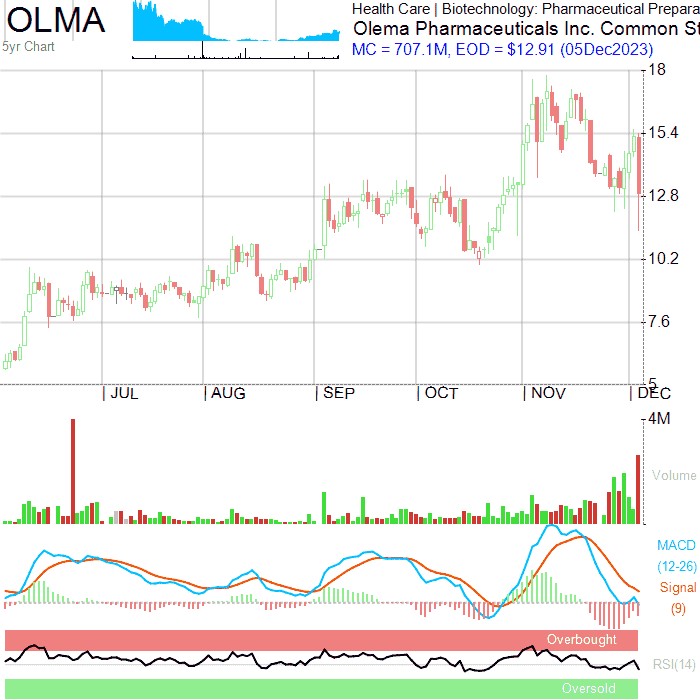 OLMA
5yr Chart
Health Care | Biotechnology: Pharmaceutical Prepara
Olema Pharmaceuticals Inc. Common St
MC = 707.1M, EOD = $12.91 (05Dec2023)
18
15.4
12.8
10.2
7.6
5
| JUL | AUG | SEP | OCT | NOV | DEC
4M
Volume
MACD
(12-26)
Signal
(9)
Overbought
RSI(14)
Oversold